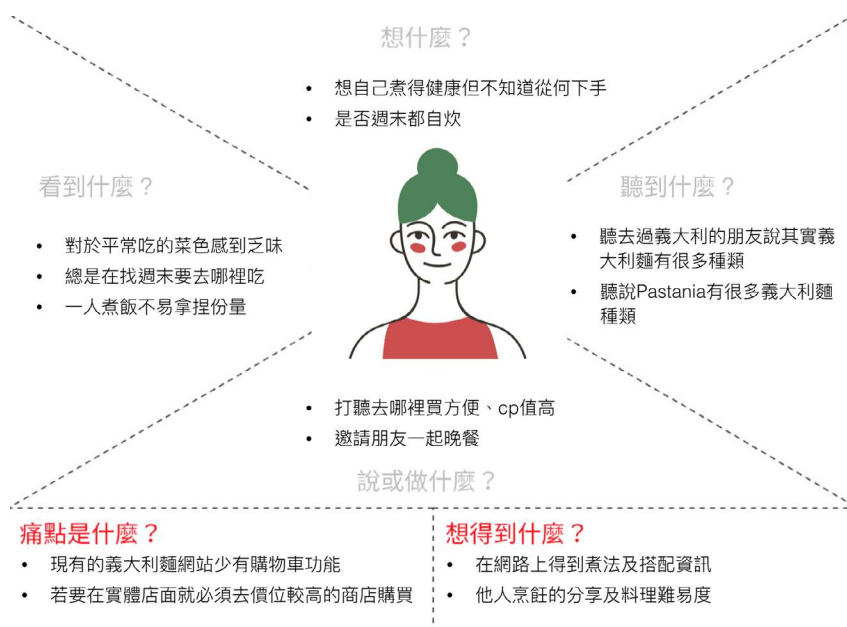 想什麼？
• 想自己煮得健康但不知道從何下手
• 是否週末都自炊
看到什麼？
• 對於平常吃的菜色感到乏味
• 總是在找週末要去哪裡吃
• 一人煮飯不易拿捏份量
聽到什麼？
• 聽去過義大利的朋友說其實義
大利麵有很多種類
• 聽說Pastania有很多義大利麵
種類
• 打聽去哪裡買方便、cp值高
• 邀請朋友一起晚餐
說或做什麼？
痛點是什麼？
• 現有的義大利麵網站少有購物車功能
• 若要在實體店面就必須去價位較高的商店購買
想得到什麼？
• 在網路上得到煮法及搭配資訊
• 他人烹飪的分享及料理難易度